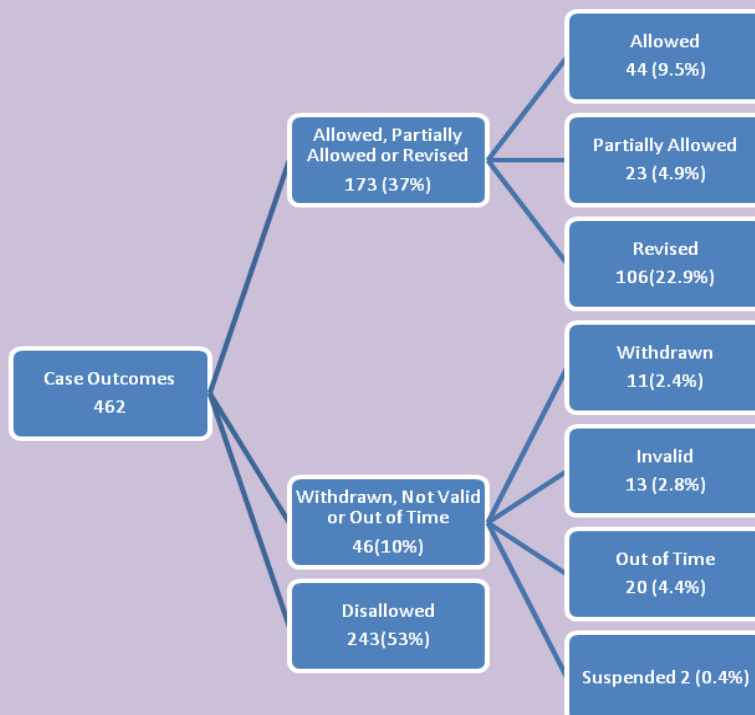 Case Outcomes
462
Allowed, Partially
Allowed or Revised
173 (37%)
Allowed
44 (9.5%)
Partially Allowed
23 (4.9%)
Revised
106(22.9%)
Withdrawn, Not Valid
or Out of Time
46(10%)
Withdrawn
11(2.4%)
Invalid
13 (2.8%)
Out of Time
20 (4.4%)
Suspended 2 (0.4%)
Disallowed
243(53%)